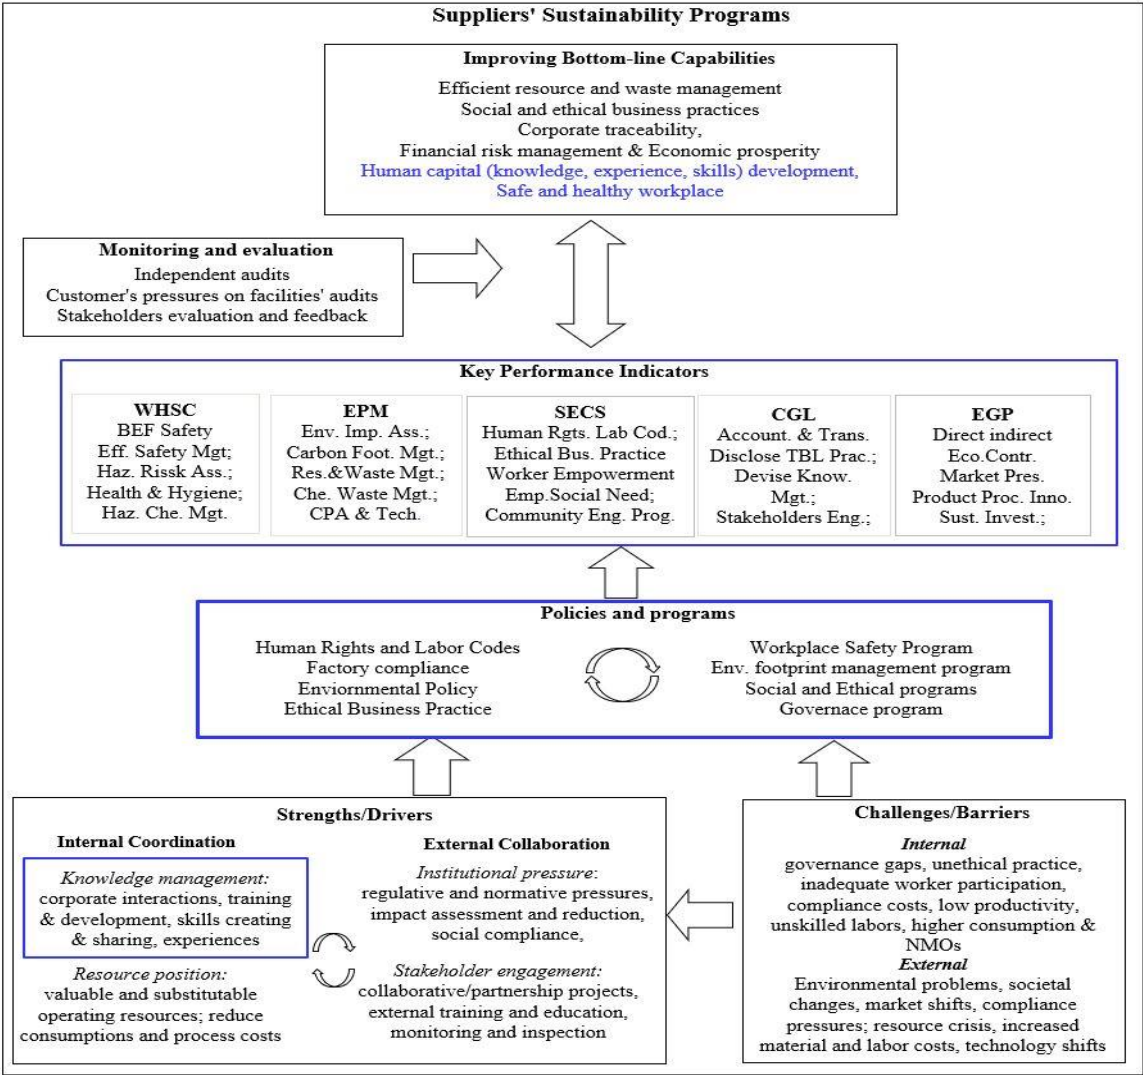 Suppliers' Sustainability Programs
Improving Bottom-line Capabilities
Efficient resource and waste management
Social and ethical business practices
Corporate traceability,
Financial risk management & Economic prosperity
Human capital (knowledge, experience, skills) development,
Safe and healthy workplace
Monitoring and evaluation
Independent audits
Customer's pressures on facilities' audits
Stakeholders evaluation and feedback
Key Performance Indicators
WHSC
BEF Safety
Eff. Safety Mgt;
Haz. Rissk Ass.;
Health & Hygiene;
Haz. Che. Mgt.
EPM
Env. Imp. Ass.;
Carbon Foot. Mgt.;
Res.&Waste Mgt.;
Che. Waste Mgt.;
CPA & Tech.
SECS
Human Rgts. Lab Cod.;
Ethical Bus. Practice
Worker Empowerment
Emp.Social Need;
Community Eng. Prog.
CGL
Account. & Trans.
Disclose TBL Prac.;
Devise Know.
Mgt.;
Stakeholders Eng.;
EGP
Direct indirect
Eco.Contr.
Market Pres.
Product Proc. Inno.
Sust. Invest.;
Policies and programs
Human Rights and Labor Codes
Factory compliance
Enviornmental Policy
Ethical Business Practice
Workplace Safety Program
Env. footprint management program
Social and Ethical programs
Governace program
Strengths/Drivers
Internal Coordination
Knowledge management:
corporate interactions, training
& development, skills creating
& sharing, experiences
Resource position:
valuable and substitutable
operating resources; reduce
consumptions and process costs
External Collaboration
Institutional pressure:
regulative and normative pressures,
impact assessment and reduction,
social compliance,
Stakeholder engagement:
collaborative/partnership projects,
external training and education,
monitoring and inspection
Challenges/Barriers
Internal
governance gaps, unethical practice,
inadequate worker participation,
compliance costs, low productivity,
unskilled labors, higher consumption &
NMOs
External
Environmental problems, societal
changes, market shifts, compliance
pressures; resource crisis, increased
material and labor costs, technology shifts